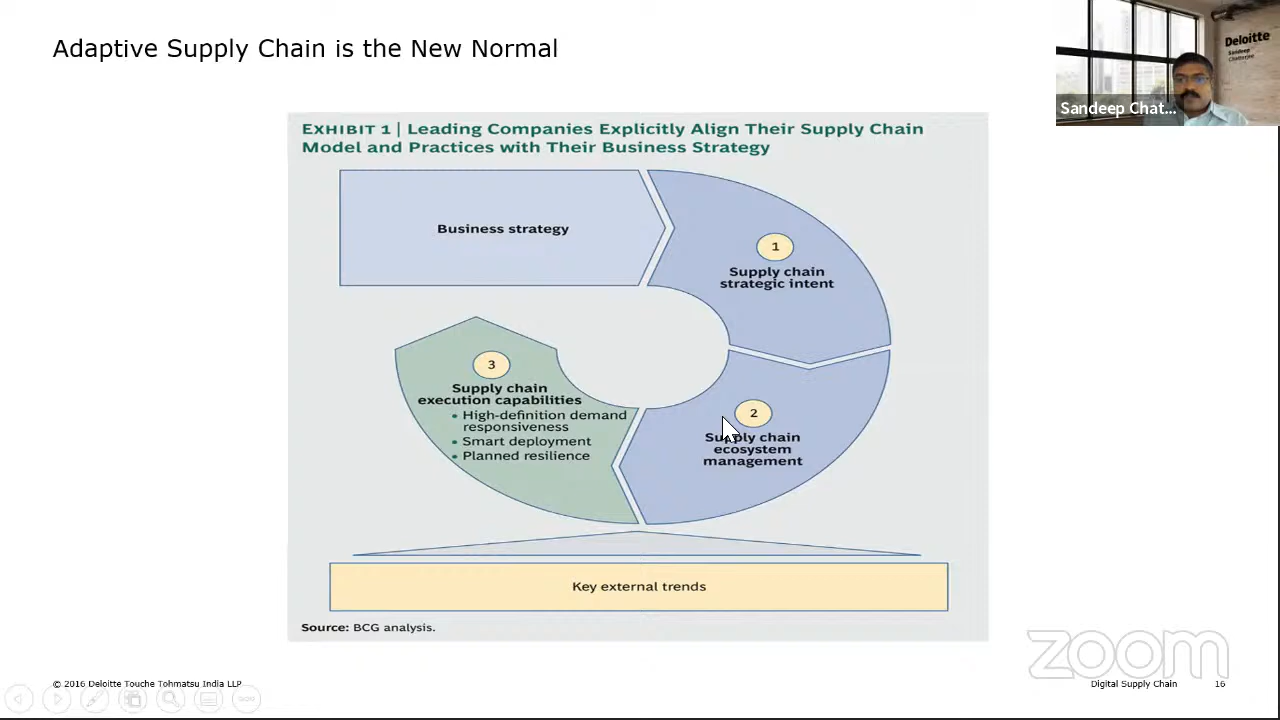 Adaptive Supply Chain is the New Normal
Deloitte
Sandeep
Chatterjee
Sandeep Chat...
EXHIBIT 1 | Leading Companies Explicitly Align Their Supply Chain
Model and Practices with Their Business Strategy
Business strategy
1
Supply chain
strategic intent
2
Supply chain
ecosystem
management
3
Supply chain
execution capabilities
• High-definition demand
responsiveness
• Smart deployment
• Planned resilience
Key external trends
Source: BCG analysis.
zoom
© 2016 Deloitte Touche Tohmatsu India LLP
Digital Supply Chain
16